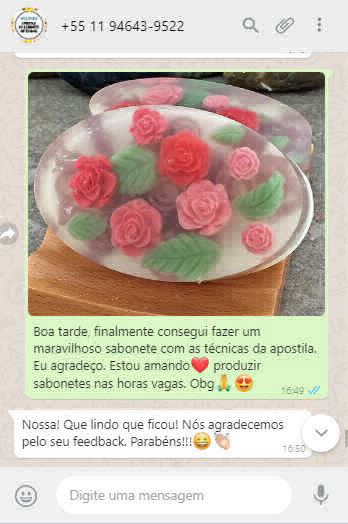 +55 11 94643-9522
Boa tarde, finalmente consegui fazer um
maravilhoso sabonete com as técnicas da apostila.
Eu agradeço. Estou amando❤️ produzir
sabonetes nas horas vagas. Obg🙏😍
16:49
Nossa! Que lindo que ficou! Nós agradecemos
pelo seu feedback. Parabéns!!!😄👏🏻
16:50
Digite uma mensagem